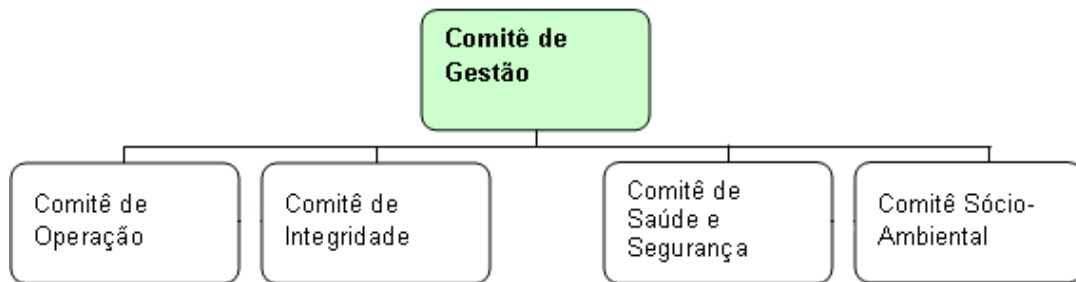 Comitê de
Gestão
Comitê de
Operação
Comitê de
Integridade
Comitê de
Saúde e
Segurança
Comitê Sócio-
Ambiental